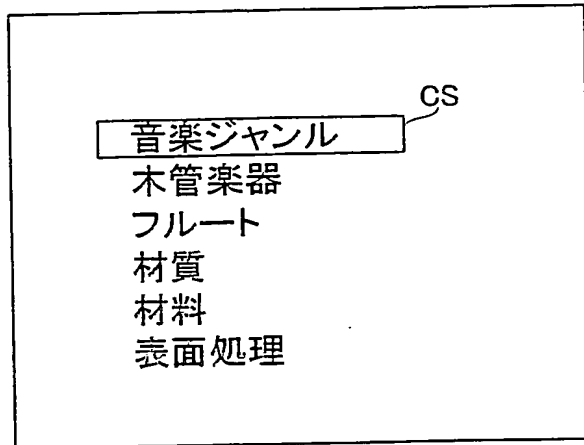 CS
音楽ジャンル
木管楽器
フルート
材質
材料
表面処理